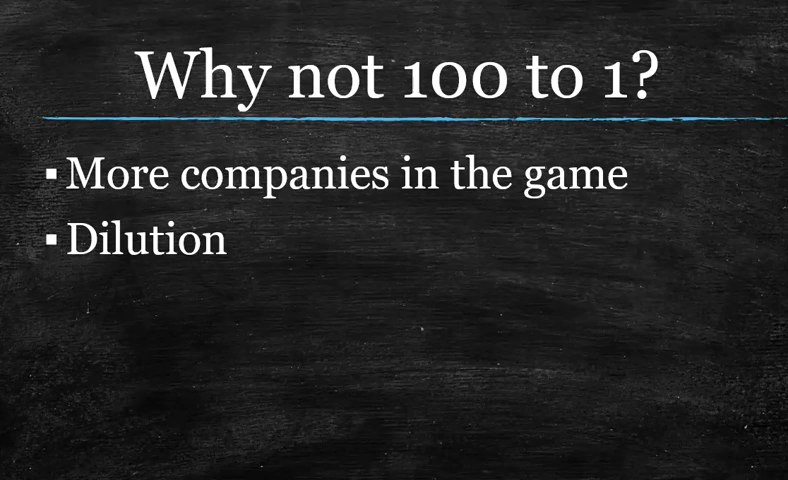 Why not 100 to 1?
▪ More companies in the game
▪ Dilution